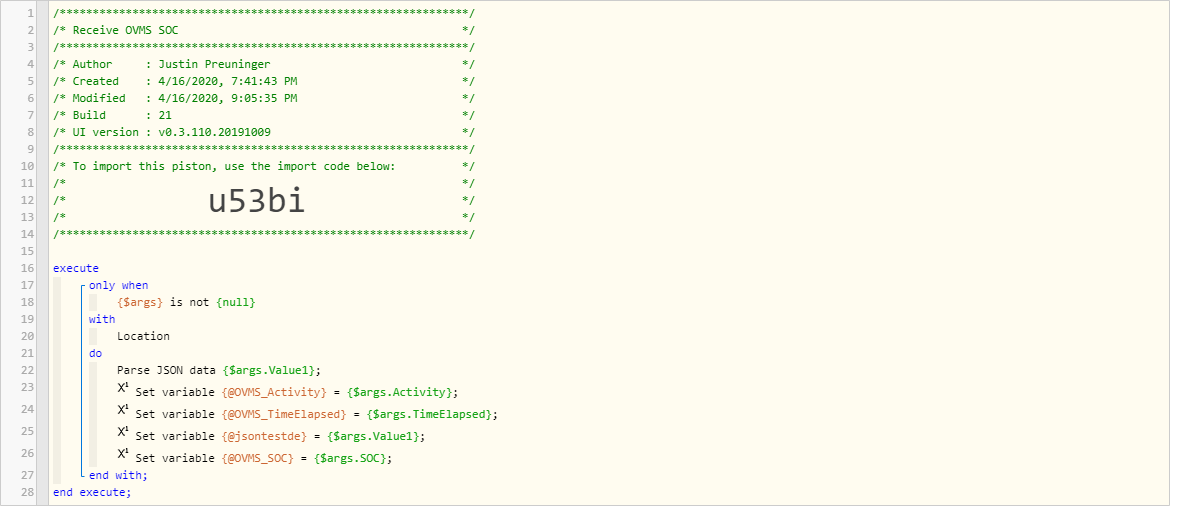 1 /**************************************************************/
2 /* Receive OVMS SOC */
3 /**************************************************************/
4 /* Author : Justin Preuninger */
5 /* Created : 4/16/2020, 7:41:43 PM */
6 /* Modified : 4/16/2020, 9:05:35 PM */
7 /* Build : 21 */
8 /* UI version : v0.3.110.20191009 */
9 /**************************************************************/
10 /* To import this piston, use the import code below: */
11 /* */
12 /* u53bi */
13 /* */
14 /**************************************************************/
15
16 execute
17 only when
18 {$args} is not {null}
19 with
20 Location
21 do
22 Parse JSON data {$args.Value1};
23 X¹ Set variable {@OVMS_Activity} = {$args.Activity};
24 X¹ Set variable {@OVMS_TimeElapsed} = {$args.TimeElapsed};
25 X¹ Set variable {@jsontestde} = {$args.Value1};
26 X¹ Set variable {@OVMS_SOC} = {$args.SOC};
27 end with;
28 end execute;